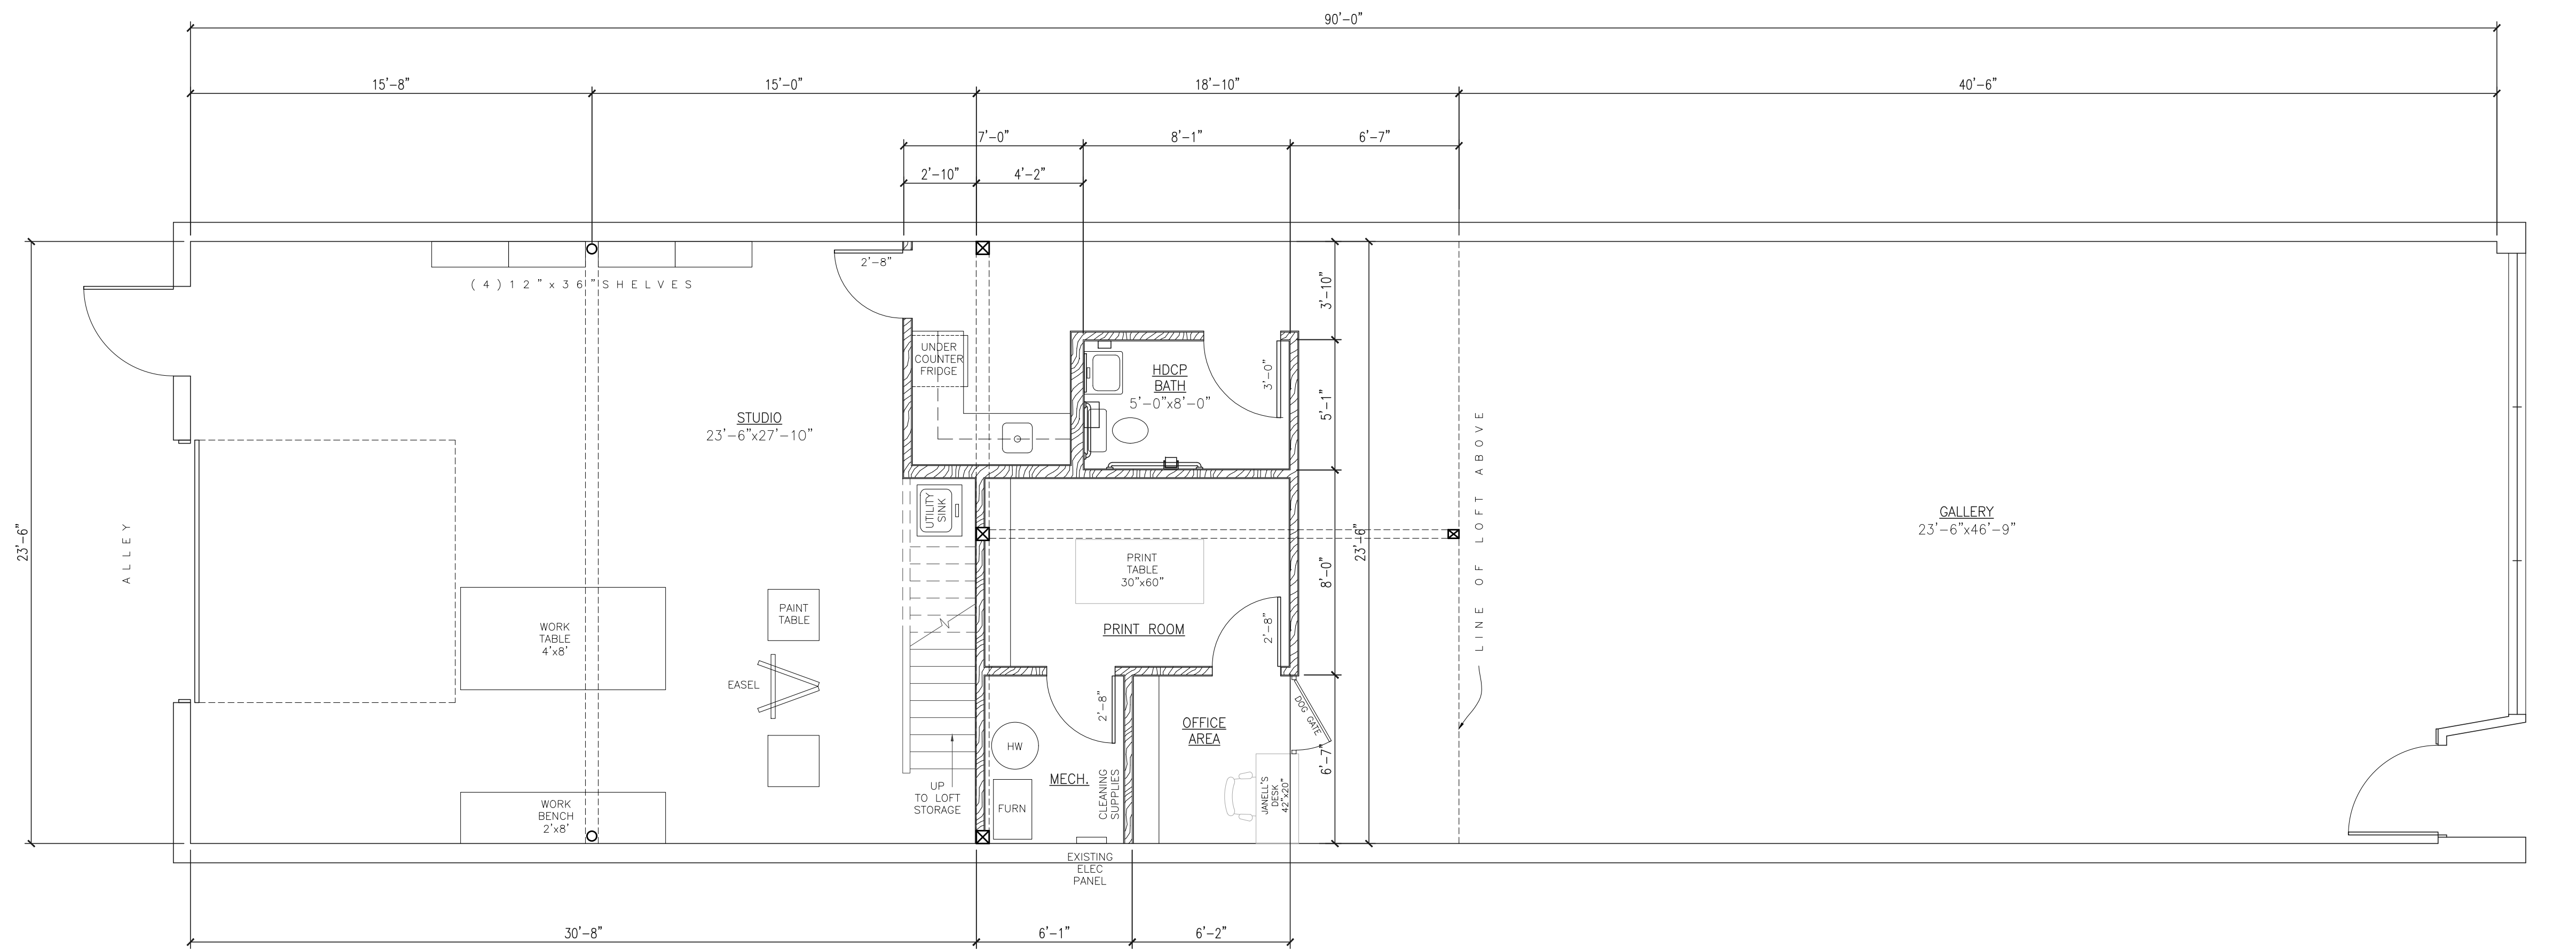 90'-0"
15'-8"
15'-0"
18'-10"
40'-6"
7'-0"
8'-1"
6'-7"
2'-10"
4'-2"
2'-8"
(4)12"x36"SHELVES
3'-10"
UNDER
COUNTER
FRIDGE
HDCP
BATH
5'-0"x8'-0"
3'-0"
5'-1"
STUDIO
23'-6"x27'-10"
LINE OF LOFT ABOVE
UTILITY
SINK
GALLERY
23'-6"x46'-9"
23'-6"
ALLEY
PRINT
TABLE
30"x60"
8'-0"
23'-6"
PAINT
TABLE
WORK
TABLE
4'x8'
PRINT ROOM
2'-8"
EASEL
2'-8"
DOG GATE
OFFICE
AREA
HW
MECH.
CLEANING
SUPPLIES
6'-7"
UP
TO LOFT
STORAGE
FURN
JANELL'S
DESK
42"x20"
WORK
BENCH
2'x8'
EXISTING
ELEC
PANEL
30'-8"
6'-1"
6'-2"